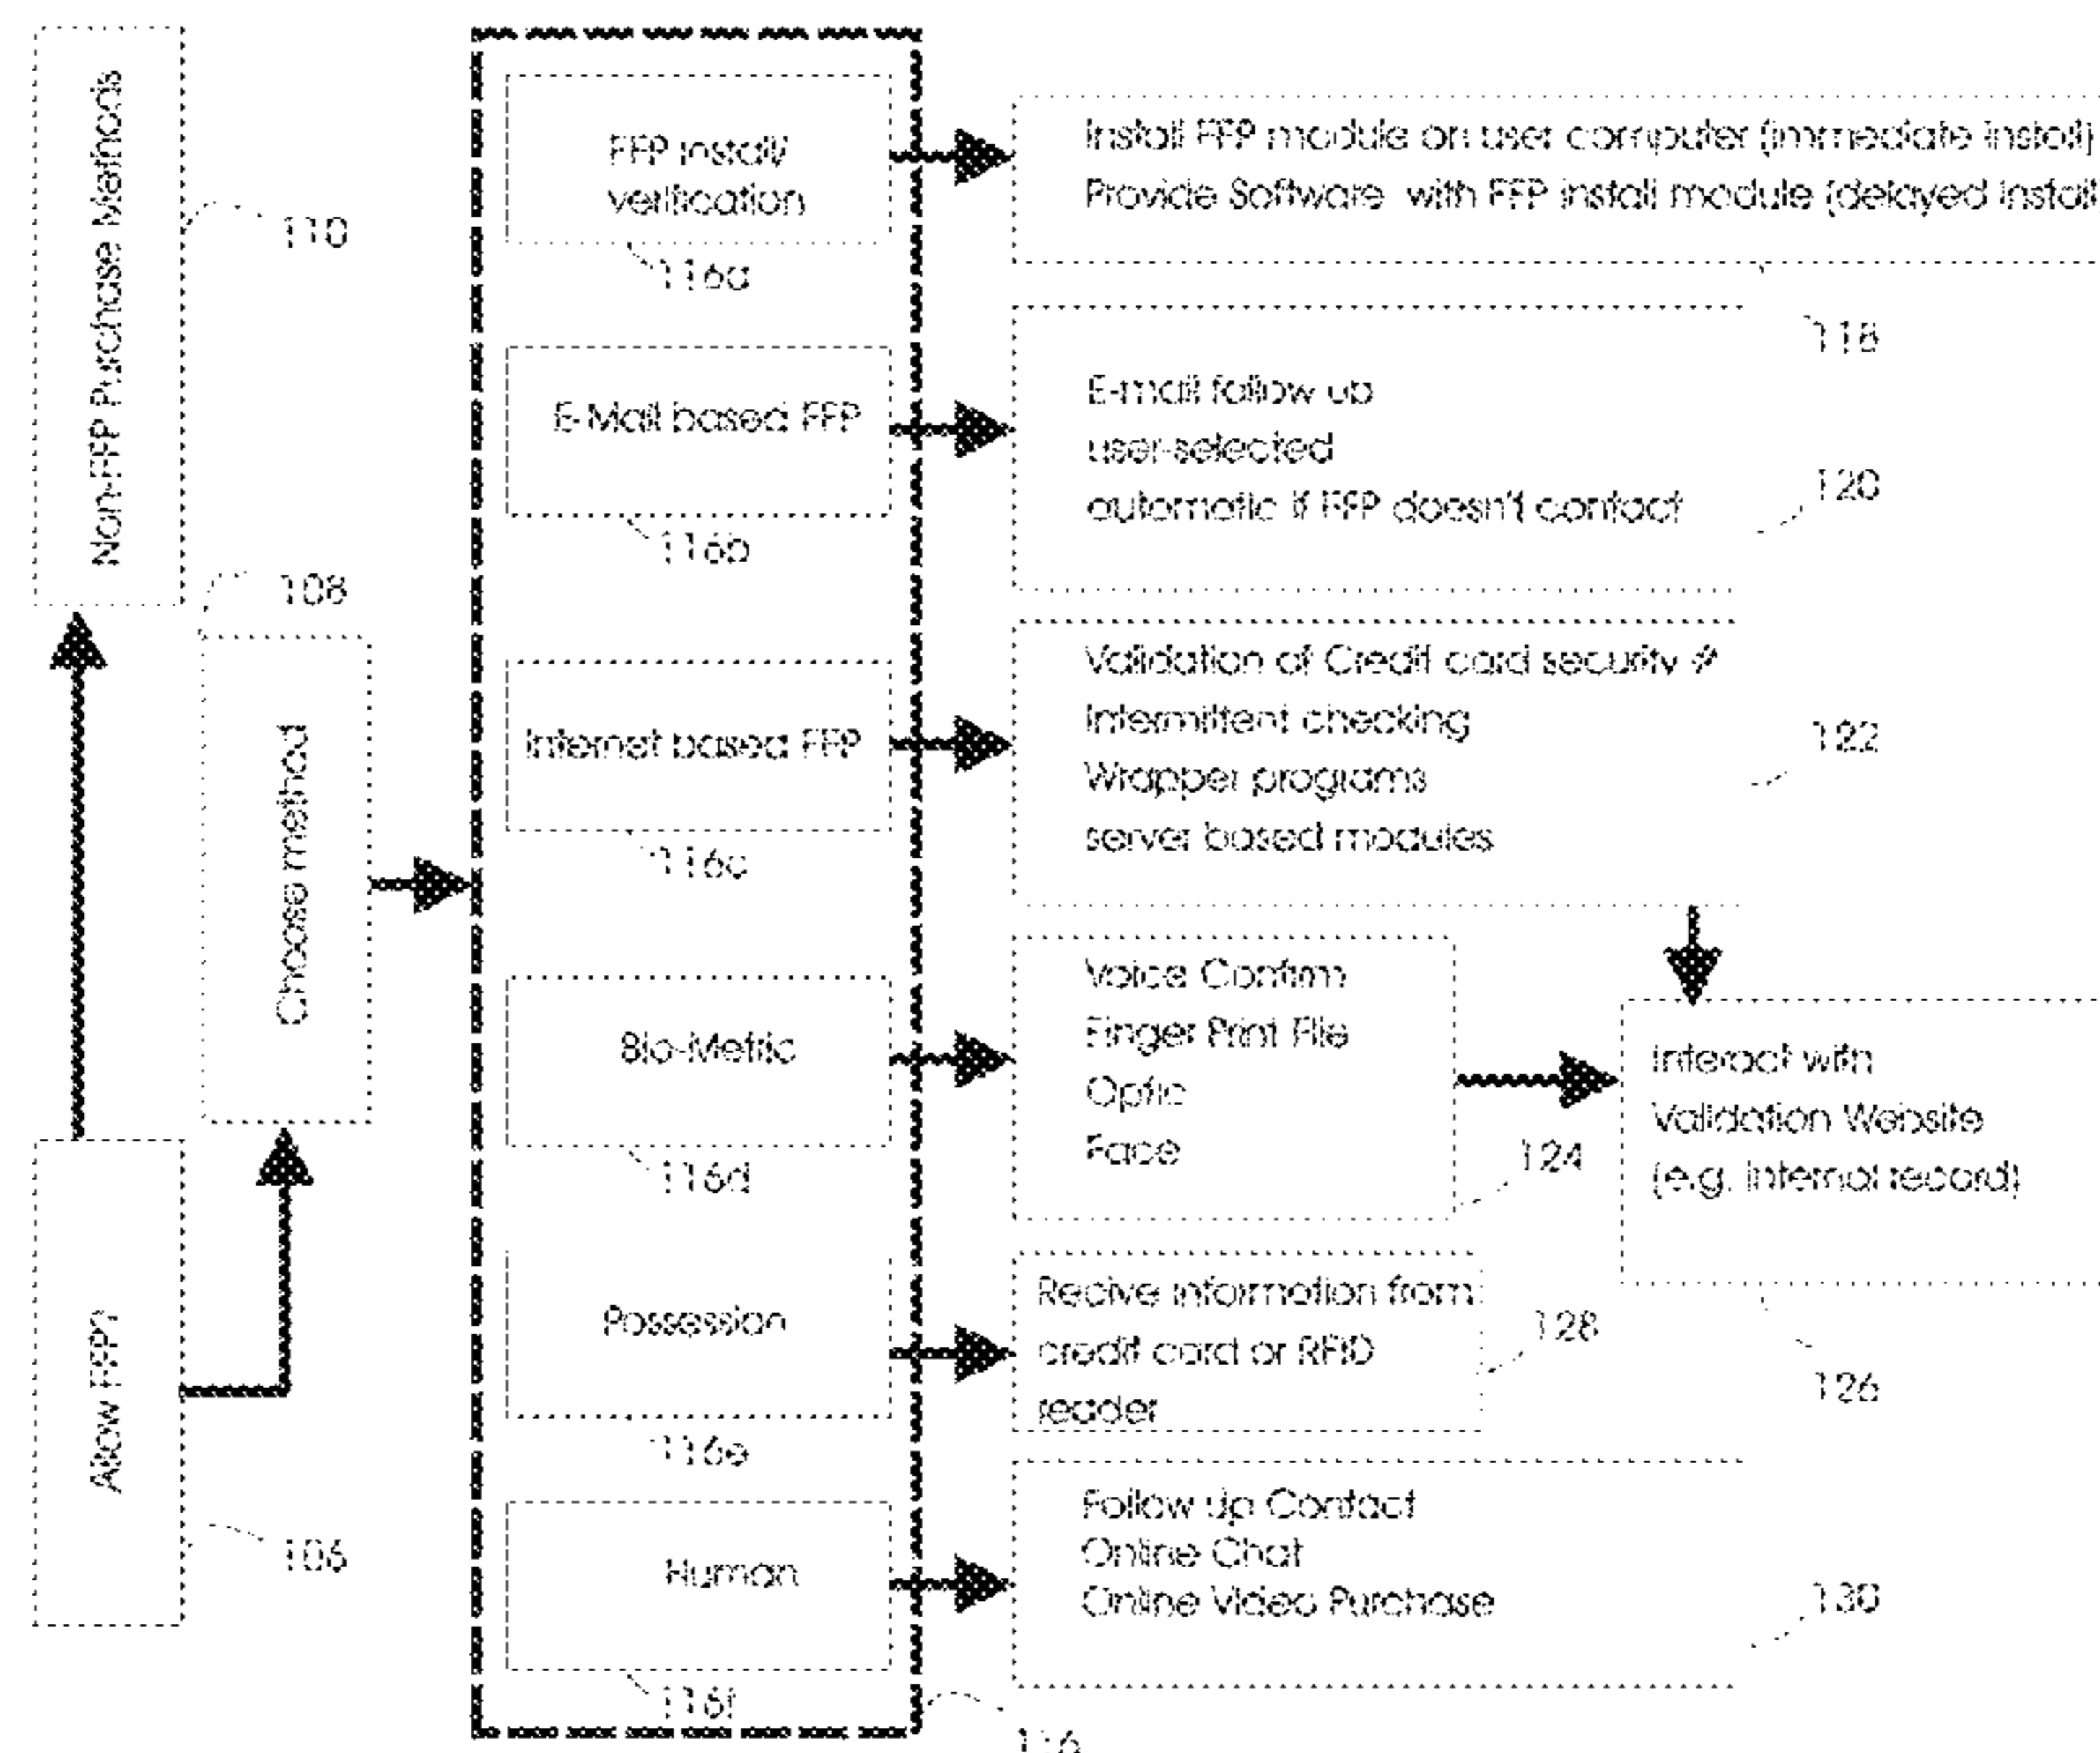 Non-FFP Purchase Methods
110
108
Choose method
Allow FFP?
106
FFP install/
verification
116a
E-Mail based FFP
116b
Internet based FFP
116c
Bio-Metric
116d
Possession
116e
Human
116f
116
Install FFP module on user computer (immediate install)
Provide Software with FFP install module (delayed install
118
E-mail follow up
user-selected
automatic if FFP doesn't contact
120
Validation of Credit card security #
Intermittent checking
Wrapper programs
server based modules
122
Voice Confirm
Finger Print File
Optic
Face
124
Interact with
Validation Website
(e.g. internal record)
126
Recive information from
credit card or RFID
reader
128
Follow up Contact
Online Chat
Online Video Purchase
130